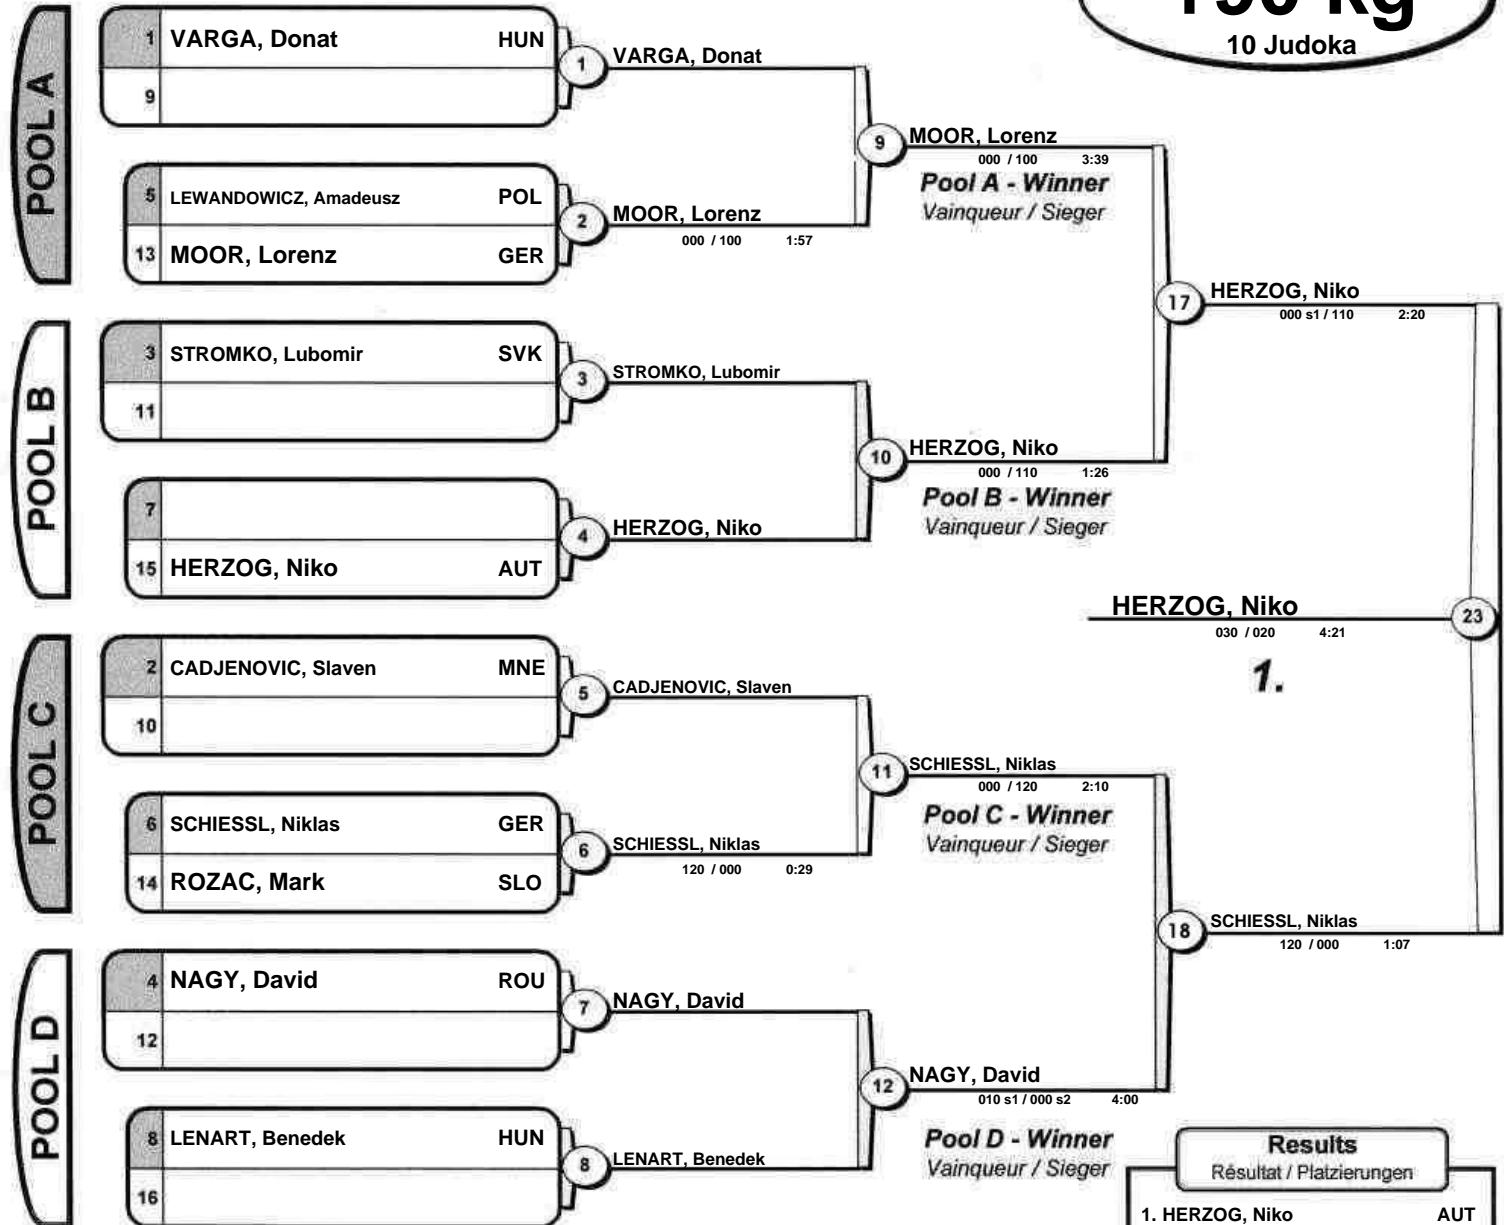 10 Judoka
POOL A
1 VARGA, Donat HUN
9
1 VARGA, Donat
5 LEWANDOWICZ, Amadeusz POL
13 MOOR, Lorenz GER
2 MOOR, Lorenz
000 / 100 1:57
9 MOOR, Lorenz
000 / 100 3:39
Pool A - Winner
Vainqueur / Sieger
POOL B
3 STROMKO, Lubomir SVK
11
3 STROMKO, Lubomir
7
15 HERZOG, Niko AUT
4 HERZOG, Niko
10 HERZOG, Niko
000 / 110 1:26
Pool B - Winner
Vainqueur / Sieger
17 HERZOG, Niko
000 s1 / 110 2:20
HERZOG, Niko 23
030 / 020 4:21
1.
POOL C
2 CADJENOVIC, Slaven MNE
10
5 CADJENOVIC, Slaven
6 SCHIESSL, Niklas GER
14 ROZAC, Mark SLO
6 SCHIESSL, Niklas
120 / 000 0:29
11 SCHIESSL, Niklas
000 / 120 2:10
Pool C - Winner
Vainqueur / Sieger
18 SCHIESSL, Niklas
120 / 000 1:07
POOL D
4 NAGY, David ROU
12
7 NAGY, David
8 LENART, Benedek HUN
16
8 LENART, Benedek
12 NAGY, David
010 s1 / 000 s2 4:00
Pool D - Winner
Vainqueur / Sieger
Results
Résultat / Platzierungen
1. HERZOG, Niko AUT